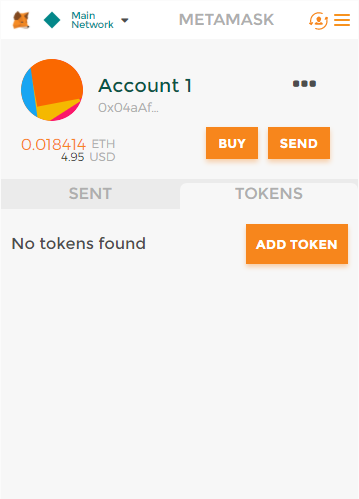 Main
Network
METAMASK
Account 1
0x04aAf...
0.018414 ETH
4.95 USD
BUY
SEND
SENT
TOKENS
No tokens found
ADD TOKEN